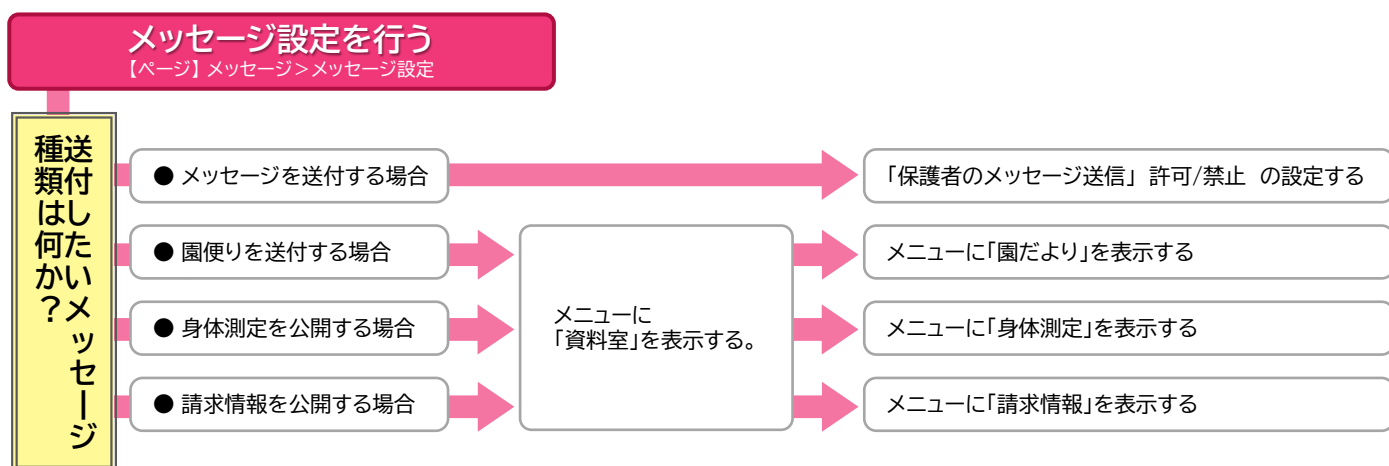 メッセージ設定を行う
【ページ】メッセージ＞メッセージ設定
送付したいメッセージ
種類は何か？
● メッセージを送付する場合
「保護者のメッセージ送信」 許可/禁止 の設定する
● 園便りを送付する場合
● 身体測定を公開する場合
● 請求情報を公開する場合
メニューに
「資料室」を表示する。
メニューに「園だより」を表示する
メニューに「身体測定」を表示する
メニューに「請求情報」を表示する